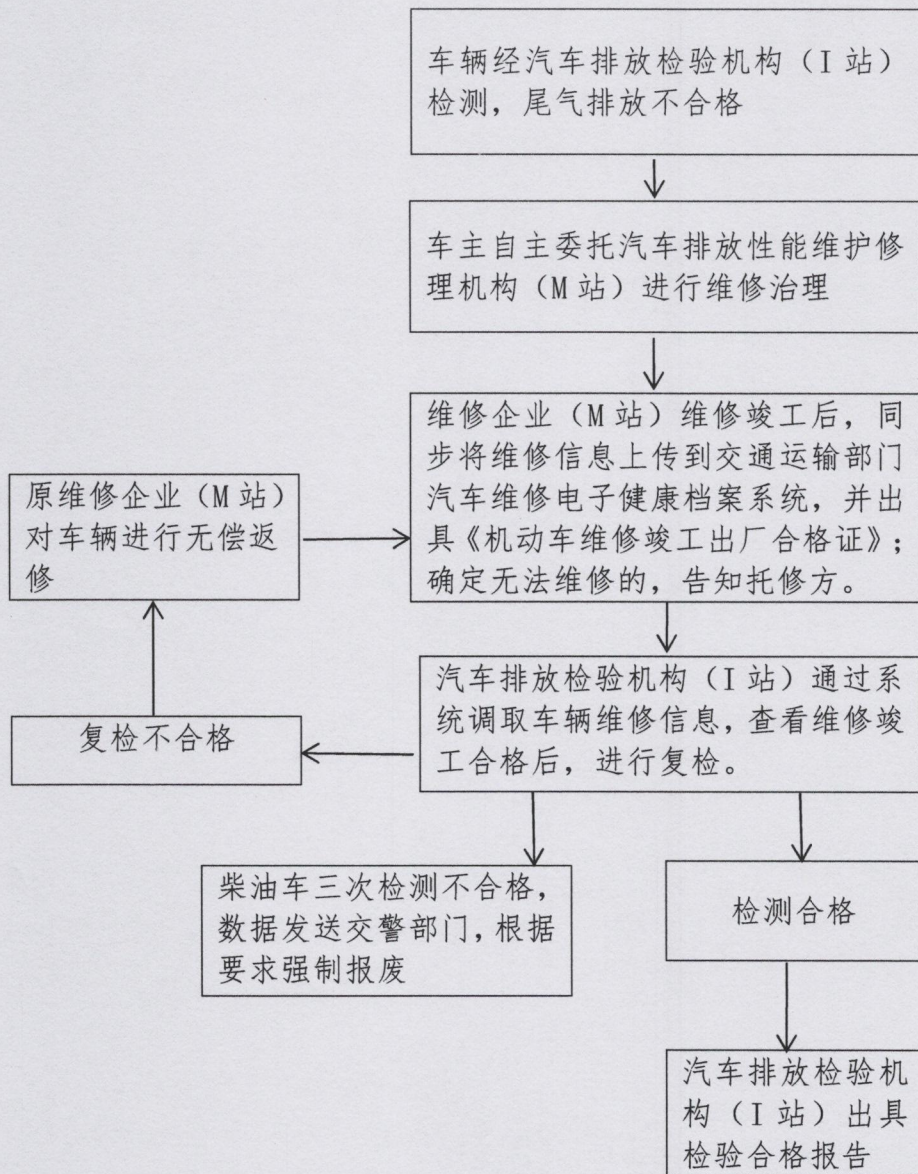 车辆经汽车排放检验机构（I站）
检测，尾气排放不合格
车主自主委托汽车排放性能维护修
理机构（M站）进行维修治理
维修企业（M站）维修竣工后，同
步将维修信息上传到交通运输部门
汽车维修电子健康档案系统，并出
具《机动车维修竣工出厂合格证》；
确定无法维修的，告知托修方。
原维修企业（M站）
对车辆进行无偿返
修
汽车排放检验机构（I站）通过系
统调取车辆维修信息，查看维修竣
工合格后，进行复检。
复检不合格
柴油车三次检测不合格，
数据发送交警部门，根据
要求强制报废
检测合格
汽车排放检验机
构（I站）出具
检验合格报告